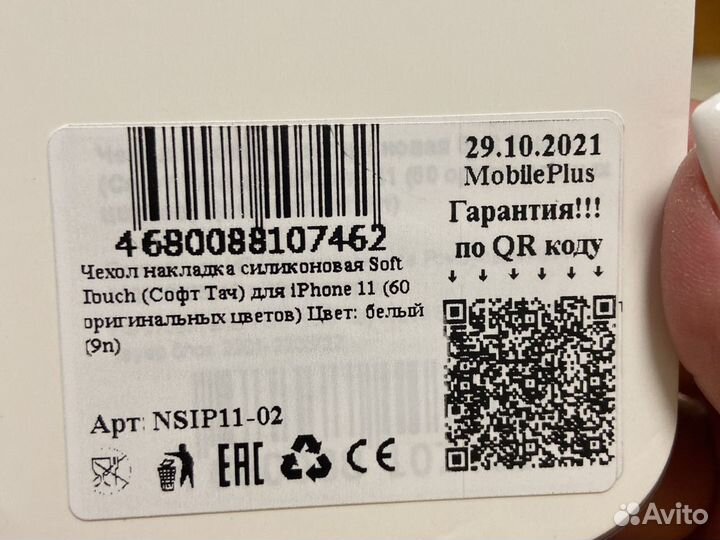 4680088107462
Чехол накладка силиконовая Soft
Touch (Софт Тач) для iPhone 11 (60
оригинальных цветов) Цвет: белый
(9n)
Арт: NSIP11-02
EAC CE
29.10.2021
MobilePlus
Гарантия!!!
по QR коду
Avito